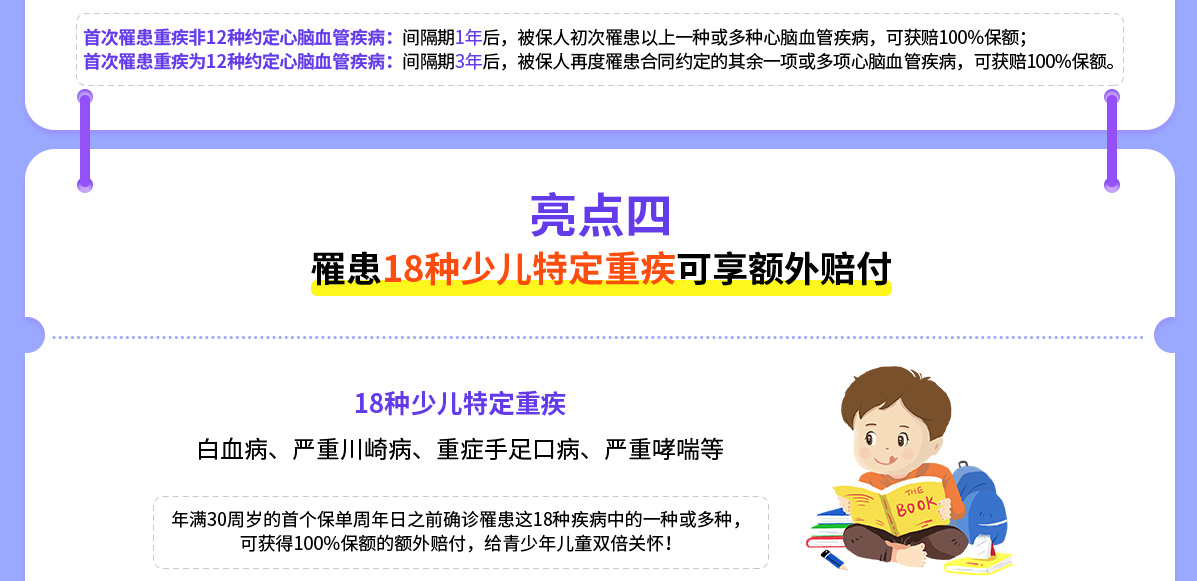 首次罹患重疾非12种约定心脑血管疾病：间隔期1年后，被保人初次罹患以上一种或多种心脑血管疾病，可获赔100%保额；
首次罹患重疾为12种约定心脑血管疾病：间隔期3年后，被保人再度罹患合同约定的其余一项或多项心脑血管疾病，可获赔100%保额。
亮点四
罹患18种少儿特定重疾可享额外赔付
18种少儿特定重疾
白血病、严重川崎病、重症手足口病、严重哮喘等
年满30周岁的首个保单周年日之前确诊罹患这18种疾病中的一种或多种，
可获得100%保额的额外赔付，给青少年儿童双倍关怀！
THE
BOOK